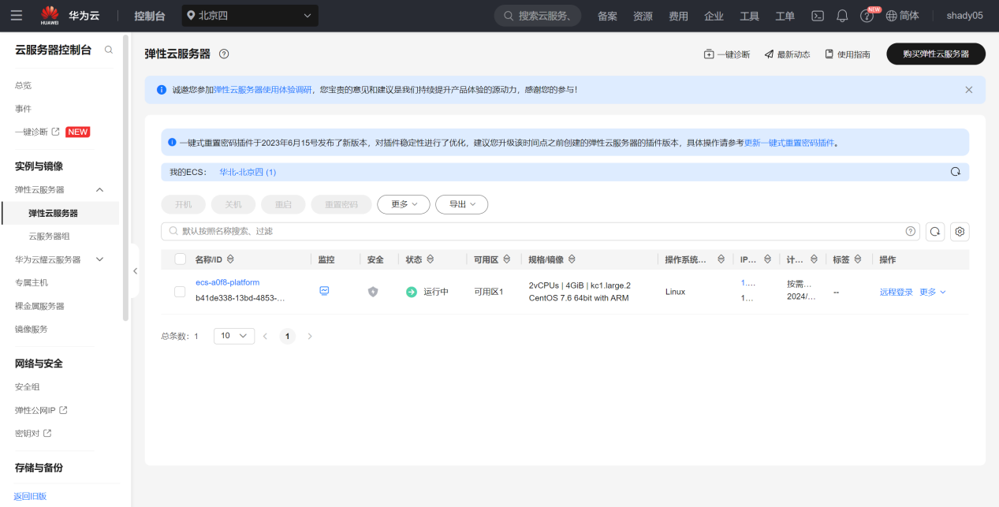 HUAWEI
华为云
控制台
北京四
搜索云服务、
备案
资源
费用
企业
工具
工单
NEW
简体
shady05
云服务器控制台
总览
事件
一键诊断 NEW
实例与镜像
弹性云服务器
弹性云服务器
云服务器组
华为云耀云服务器
专属主机
裸金属服务器
镜像服务
网络与安全
安全组
弹性公网IP
密钥对
存储与备份
返回旧版
弹性云服务器
一键诊断
最新动态
使用指南
购买弹性云服务器
诚邀您参加弹性云服务器使用体验调研，您宝贵的意见和建议是我们持续提升产品体验的源动力，感谢您的参与！
一键式重置密码插件于2023年6月15号发布了新版本，对插件稳定性进行了优化，建议您升级该时间点之前创建的弹性云服务器的插件版本，具体操作请参考更新一键式重置密码插件。
我的ECS： 华北-北京四 (1)
开机 关机 重启 重置密码 更多 导出
默认按照名称搜索、过滤
名称/ID 监控 安全 状态 可用区 规格/镜像 操作系统... IP... 计... 标签 操作
ecs-a0f8-platform
b41de338-13bd-4853-...
运行中
可用区1
2vCPUs | 4GiB | kc1.large.2
CentOS 7.6 64bit with ARM
Linux
1....
1...
按需...
2024/...
--
远程登录 更多
总条数： 1 10 1